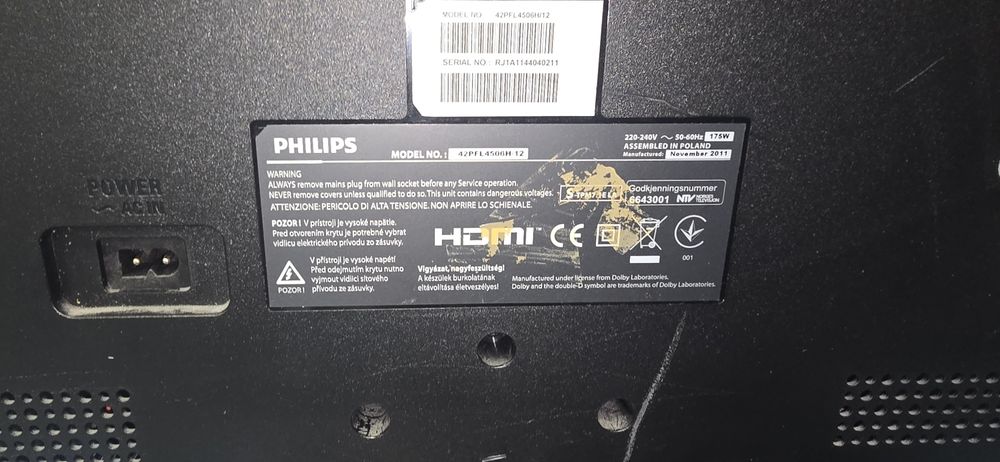 MODEL NO. 42PFL4506H/12
SERIAL NO.: RJ1A1144040211
POWER
AC IN
PHILIPS
MODEL NO.: 42PFL4506H-12
220-240V ~ 50-60Hz 175W
ASSEMBLED IN POLAND
Manufactured: November 2011
WARNING
ALWAYS remove mains plug from wall socket before any Service operation.
NEVER remove covers unless qualified to do so. This unit contains dangerous voltages.
ATTENZIONE: PERICOLO DI ALTA TENSIONE. NON APRIRE LO SCHIENALE.
POZOR! V prístroji je vysoké napätie.
Pred otvorením krytu je potrebné vybrat
vidlicu elektrického prívodu zo zásuvky.
V přístroji je vysoké napětí
Před odejmutím krytu nutno
vyjmout vidlici síťového
přívodu ze zásuvky.
POZOR!
Vigyázat, nagyfeszültség!
A készülek burkolatának
eltávolítása életveszélyes!
HDMI
CE
Godkjenningsnummer
6643001 NTV NORGES TELEVISJON
001
Manufactured under license from Dolby Laboratories.
Dolby and the double-D symbol are trademarks of Dolby Laboratories.